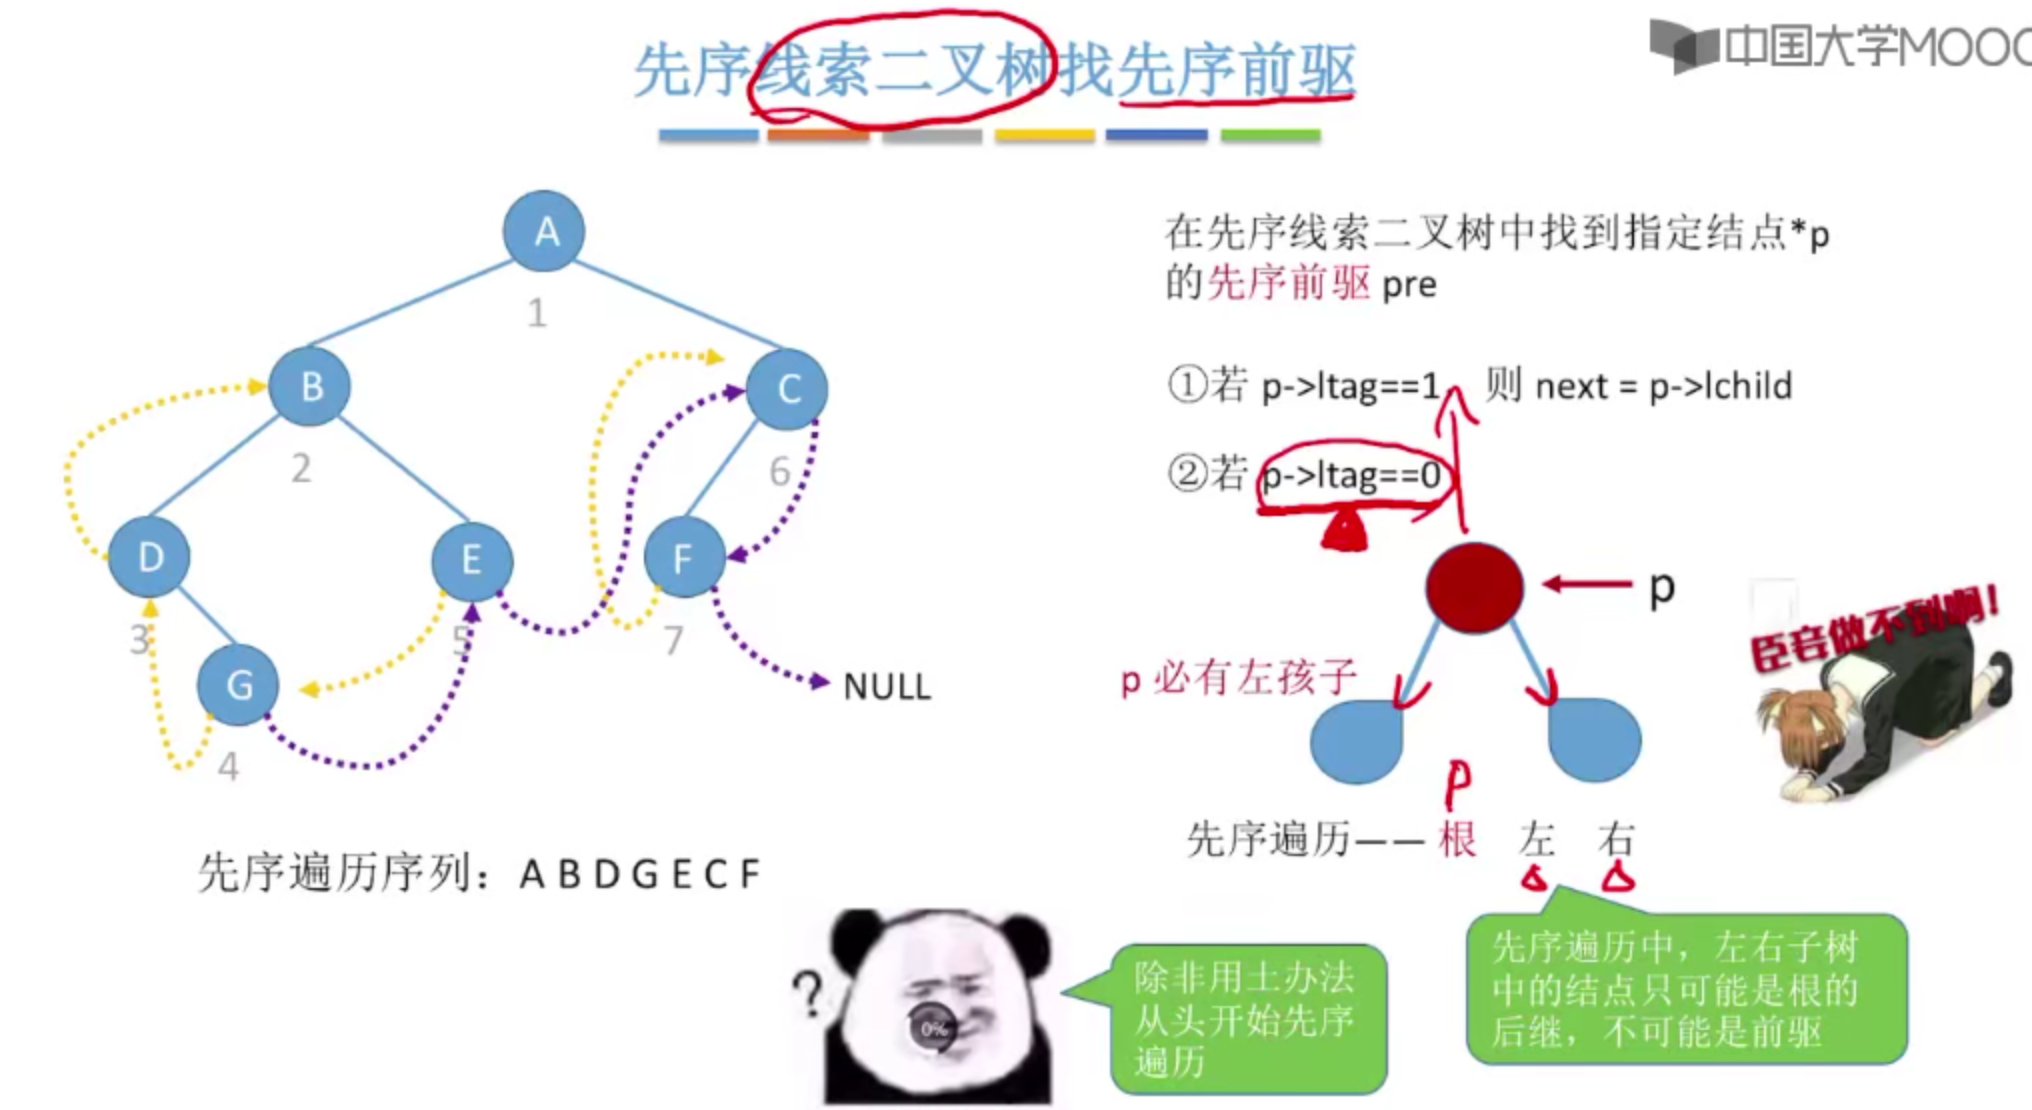 先序线索二叉树找先序前驱
中国大学MOOC
A
1
B
C
2
6
D
E
F
3
5
7
G
NULL
4
先序遍历序列：A B D G E C F
在先序线索二叉树中找到指定结点*p
的先序前驱 pre
①若 p->ltag==1，则 next = p->lchild
②若 p->ltag==0
p
p 必有左孩子
臣妾做不到啊！
p
先序遍历—— 根 左 右
先序遍历中，左右子树
中的结点只可能是根的
后继，不可能是前驱
?
0%
除非用土办法
从头开始先序
遍历